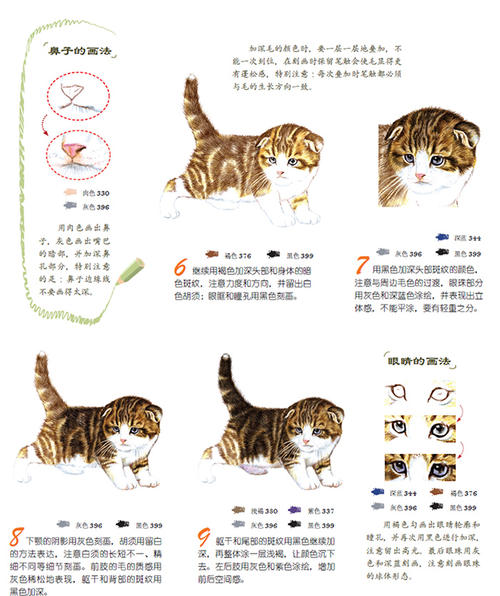 鼻子的画法
肉色 330
灰色 396
用肉色画出鼻
子，灰色画出嘴巴
的暗部，并加深鼻
孔部分，特别注意
的是：鼻子边缘线
不要画得太深。
加深毛的颜色时，要一层一层地叠加，不
能一次到位，在刻画时保留笔触会使毛显得更
有蓬松感，特别注意：每次叠加时笔触都必须
与毛的生长方向一致。
褐色 376
黑色 399
6 继续用褐色加深头部和身体的暗
色斑纹，注意力度和方向，并留出白
色胡须；眼眶和瞳孔用黑色刻画。
深蓝 344
灰色 396
黑色 399
7 用黑色加深头部斑纹的颜色，
注意与周边毛色的过渡，眼珠部分
用灰色和深蓝色涂绘，并表现出立
体感，不能平涂，要有轻重之分。
灰色 396
黑色 399
8 下颚的阴影用灰色刻画，胡须用留白
的方法表达，注意白须的长短不一、精
细不同等细节刻画。前肢的毛的质感用
灰色稀松地表现，躯干和背部的斑纹用
黑色加深。
浅褐 380
紫色 337
灰色 396
黑色 399
9 躯干和尾部的斑纹用黑色继续加
深，再整体涂一层浅褐，让颜色沉下
去。左后肢用灰色和紫色涂绘，增加
前后空间感。
眼睛的画法
深蓝 344
褐色 376
灰色 396
黑色 399
用褐色勾画出眼睛轮廓和
瞳孔，并再次用黑色进行加深，
注意留出高光。最后眼珠用灰
色和深蓝刻画，注意刻画眼珠
的球体形态。